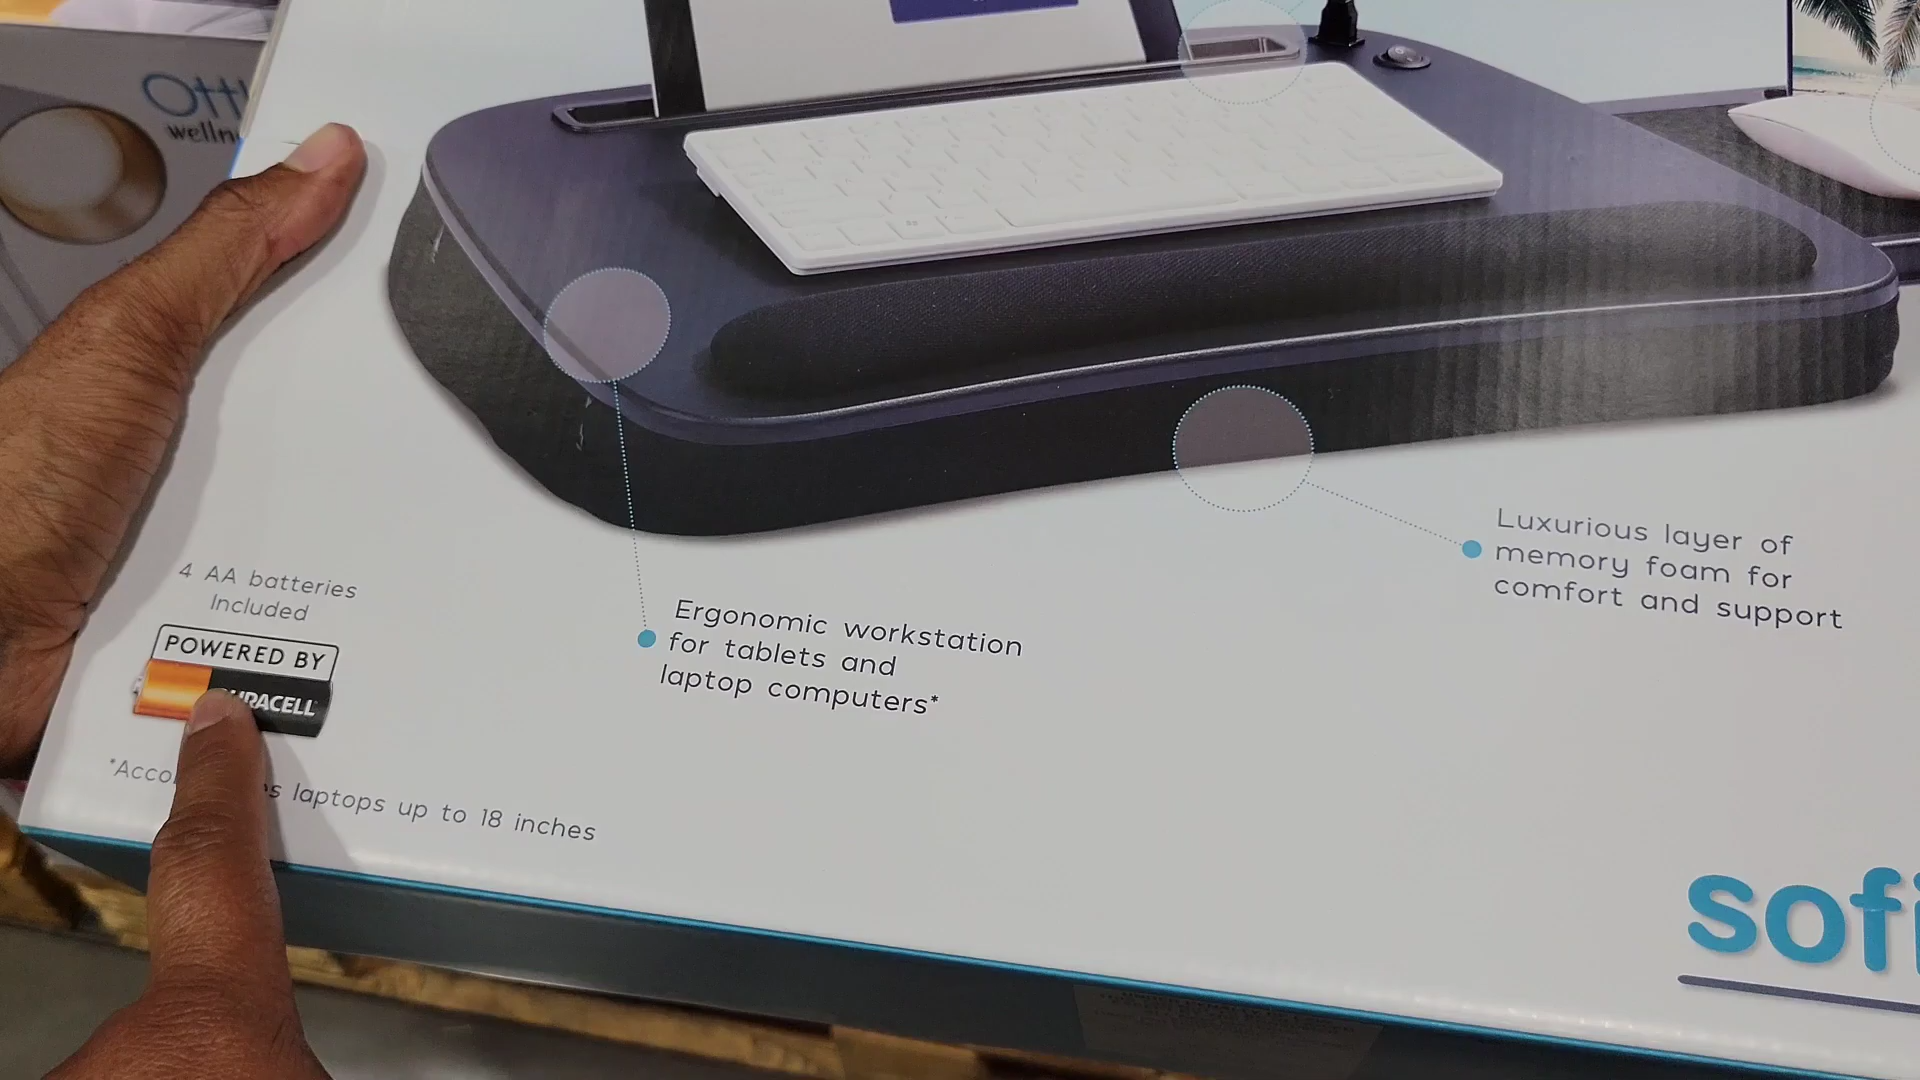 Luxurious layer of
memory foam for
comfort and support
4 AA batteries
Included
POWERED BY
Ergonomic workstation
for tablets and
laptop computers*
laptops up to 18 inches